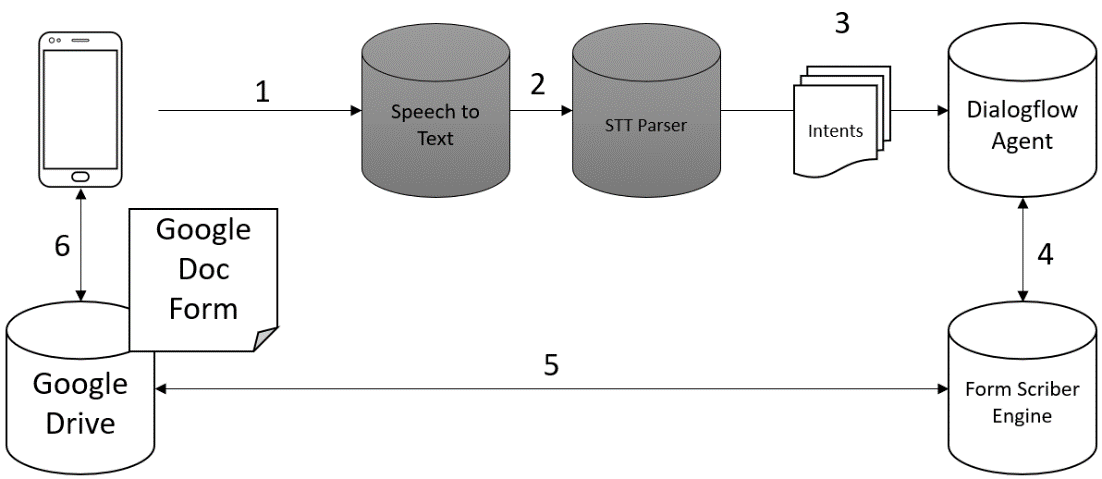 1
Speech to
Text
2
STT Parser
3
Intents
Dialogflow
Agent
6
Google
Doc
Form
4
Google
Drive
5
Form Scriber
Engine